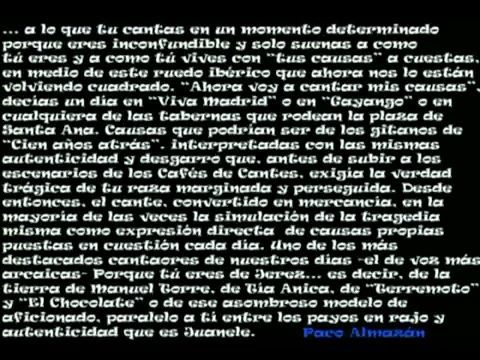 ... a lo que tu cantas en un momento determinado
porque eres inconfundible y solo suenas a como
tú eres y a como tú vives con "tus causas" a cuestas,
en medio de este ruedo ibérico que ahora nos lo están
volviendo cuadrado. "Ahora voy a cantar mis causas",
decías un día en "Viva Madrid" o en "Gayango" o en
cualquiera de las tabernas que rodean la plaza de
Santa Ana. Causas que podrían ser de los gitanos de
"Cien años atrás", interpretadas con las mismas
autenticidad y desgarro que, antes de subir a los
escenarios de los Cafés de Cantes, exigía la verdad
trágica de tu raza marginada y perseguida. Desde
entonces, el cante, convertido en mercancía, en la
mayoría de las veces la simulación de la tragedia
misma como expresión directa de causas propias
puestas en cuestión cada día. Uno de los más
destacados cantaores de nuestros días -el de voz más
arcaicas- Porque tú eres de Jerez... es decir, de la
tierra de Manuel Torre, de Tía Anica, de "Terremoto"
y "El Chocolate" o de ese asombroso modelo de
aficionado, paralelo a ti entre los payos en rajo y
autenticidad que es Juanele. Paco Almazán